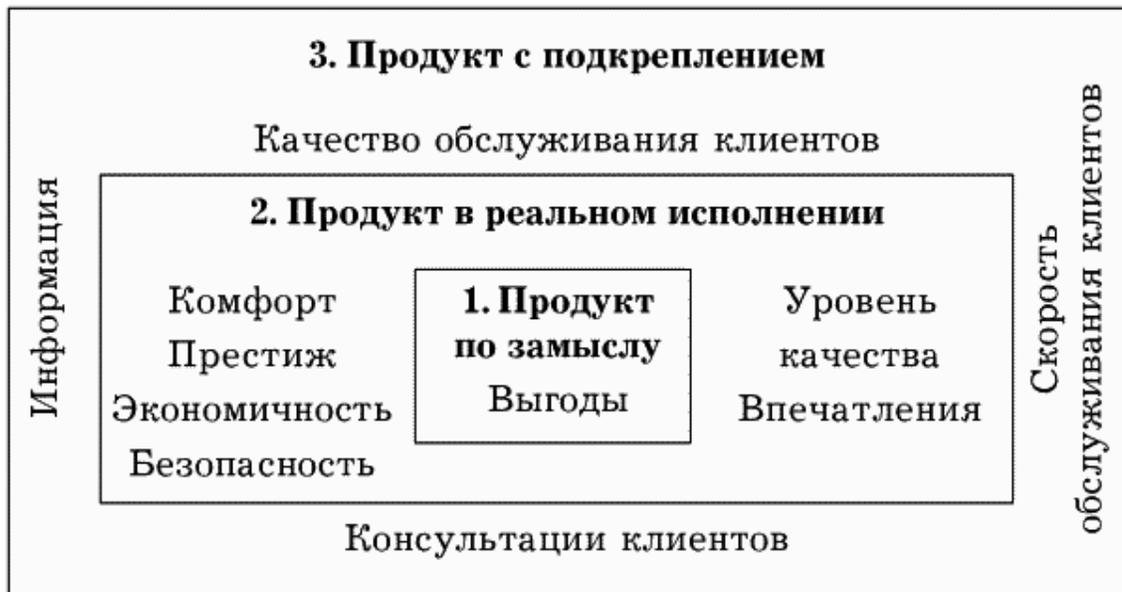 3. Продукт с подкреплением
Качество обслуживания клиентов
Информация
2. Продукт в реальном исполнении
Комфорт
Престиж
Экономичность
Безопасность
1. Продукт
по замыслу
Выгоды
Уровень
качества
Впечатления
Скорость
обслуживания клиентов
Консультации клиентов